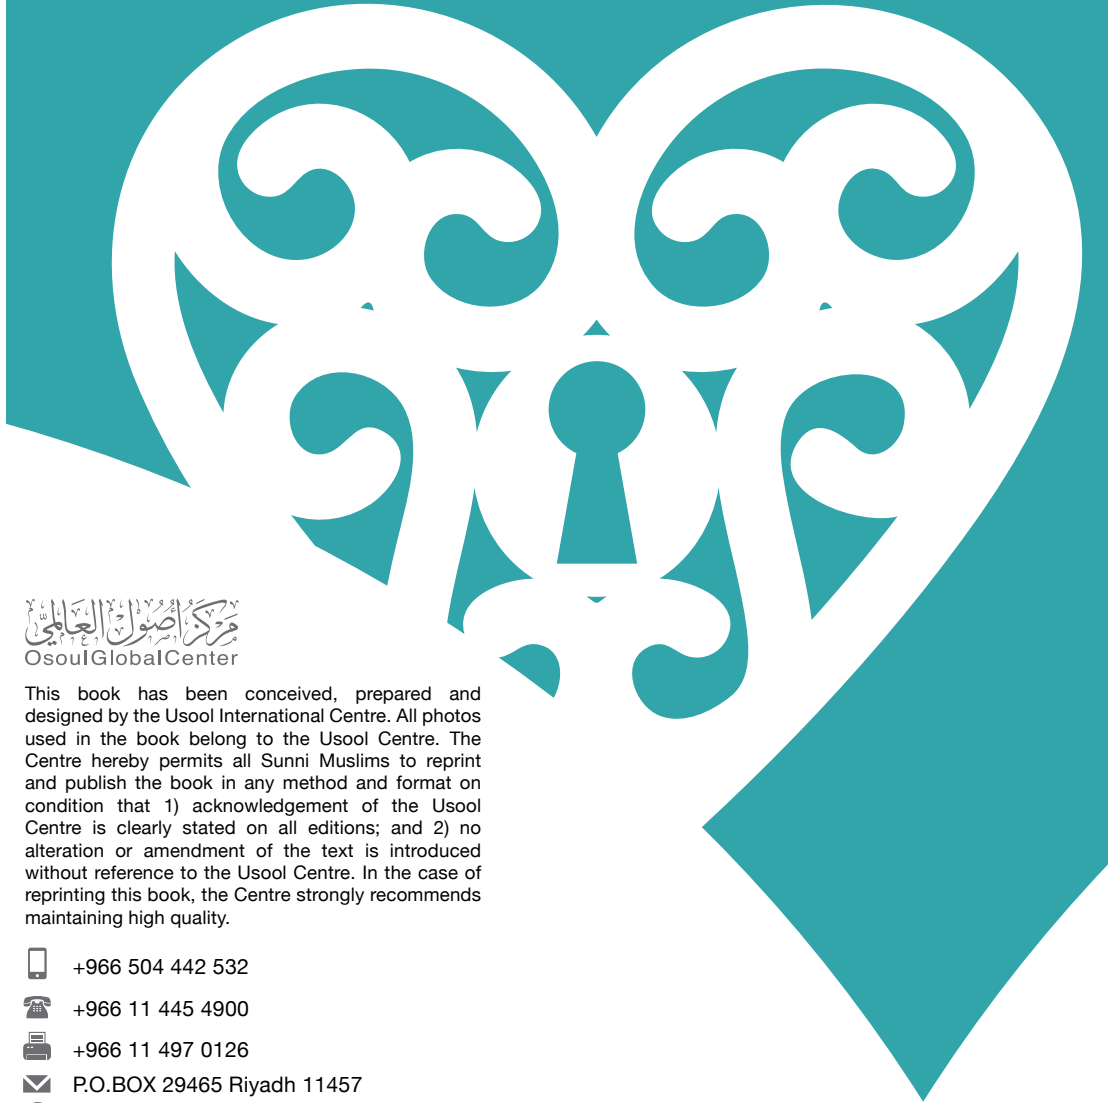 مركز أصول العالمي
OsoulGlobalCenter
This book has been conceived, prepared and
designed by the Usool International Centre. All photos
used in the book belong to the Usool Centre. The
Centre hereby permits all Sunni Muslims to reprint
and publish the book in any method and format on
condition that 1) acknowledgement of the Usool
Centre is clearly stated on all editions; and 2) no
alteration or amendment of the text is introduced
without reference to the Usool Centre. In the case of
reprinting this book, the Centre strongly recommends
maintaining high quality.
+966 504 442 532
+966 11 445 4900
+966 11 497 0126
P.O.BOX 29465 Riyadh 11457